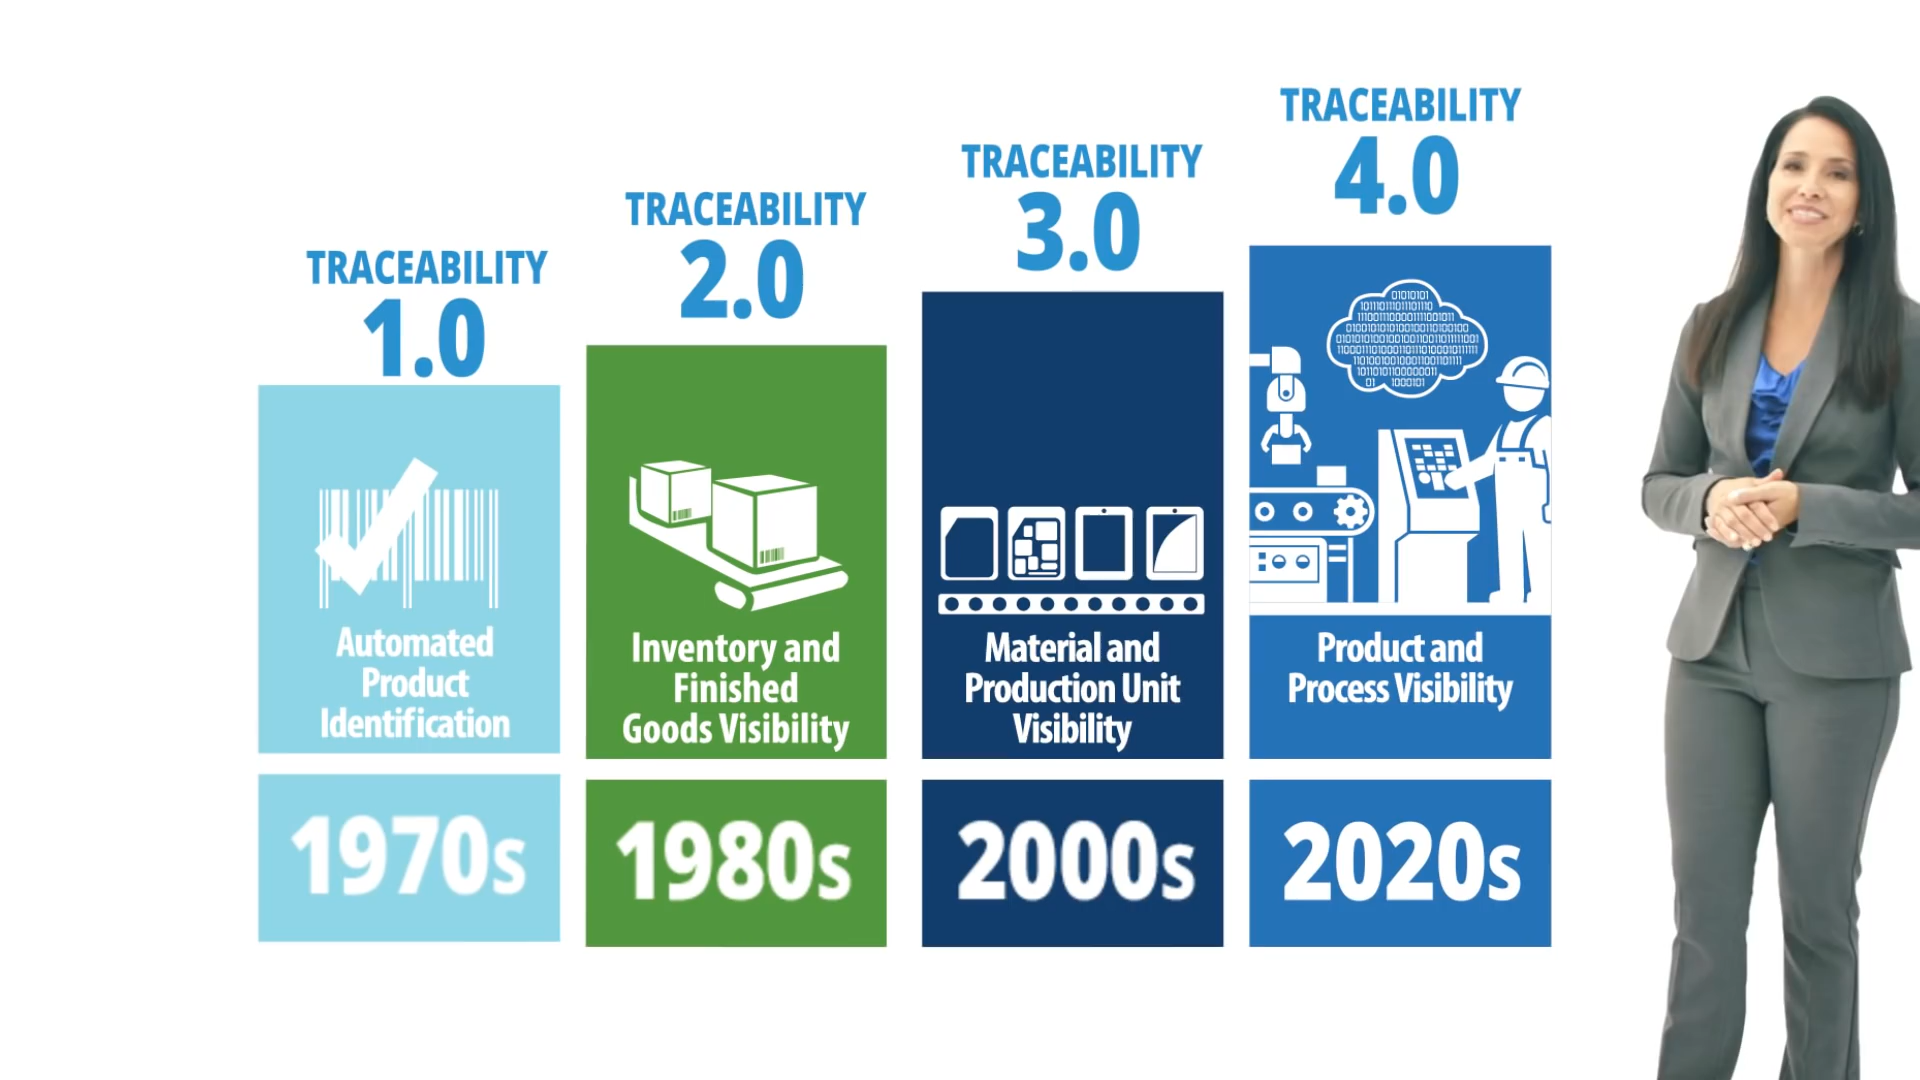 TRACEABILITY
1.0
Automated
Product
Identification
1970s
TRACEABILITY
2.0
Inventory and
Finished
Goods Visibility
1980s
TRACEABILITY
3.0
Material and
Production Unit
Visibility
2000s
TRACEABILITY
4.0
01010101
Product and
Process Visibility
2020s